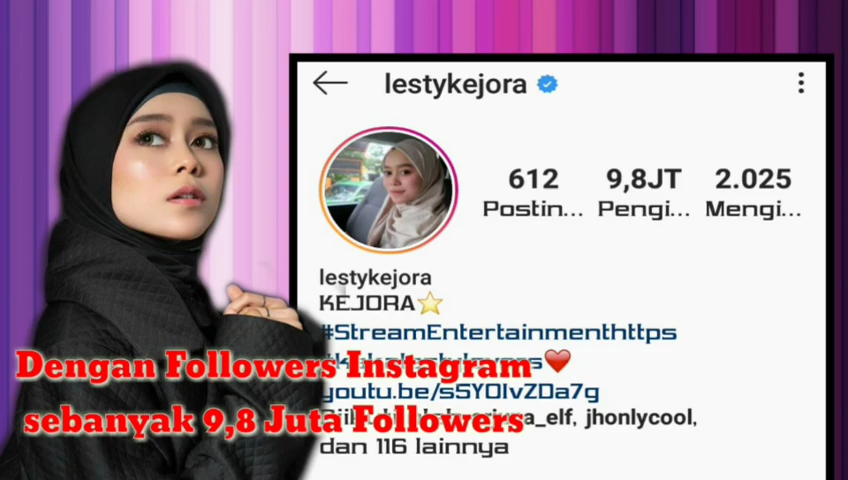 lestykejora
612 9,8JT 2.025
Postin... Pengi... Mengi...
lestykejora
KEJORA⭐
#StreamEntertainmenthttps
❤️
youtu.be/s5YOIvZDa7g
Dengan Followers Instagram
sebanyak 9,8 Juta Followers
_elf, jhonlycool,
dan 116 lainnya